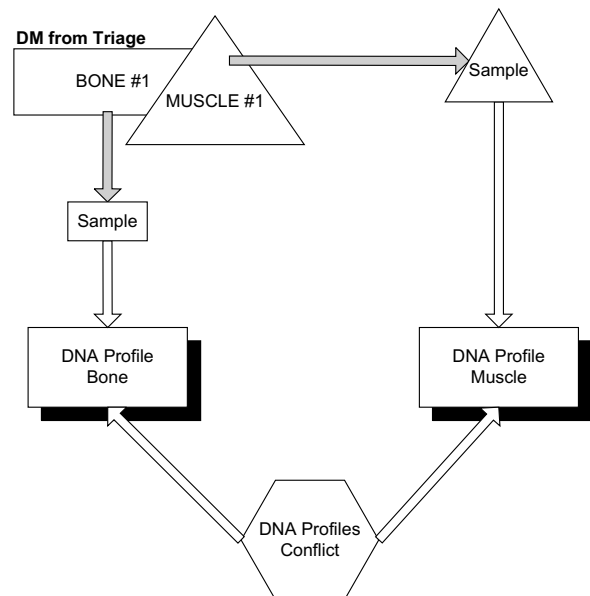 DM from Triage
BONE #1
MUSCLE #1
Sample
Sample
DNA Profile
Bone
DNA Profile
Muscle
DNA Profiles
Conflict